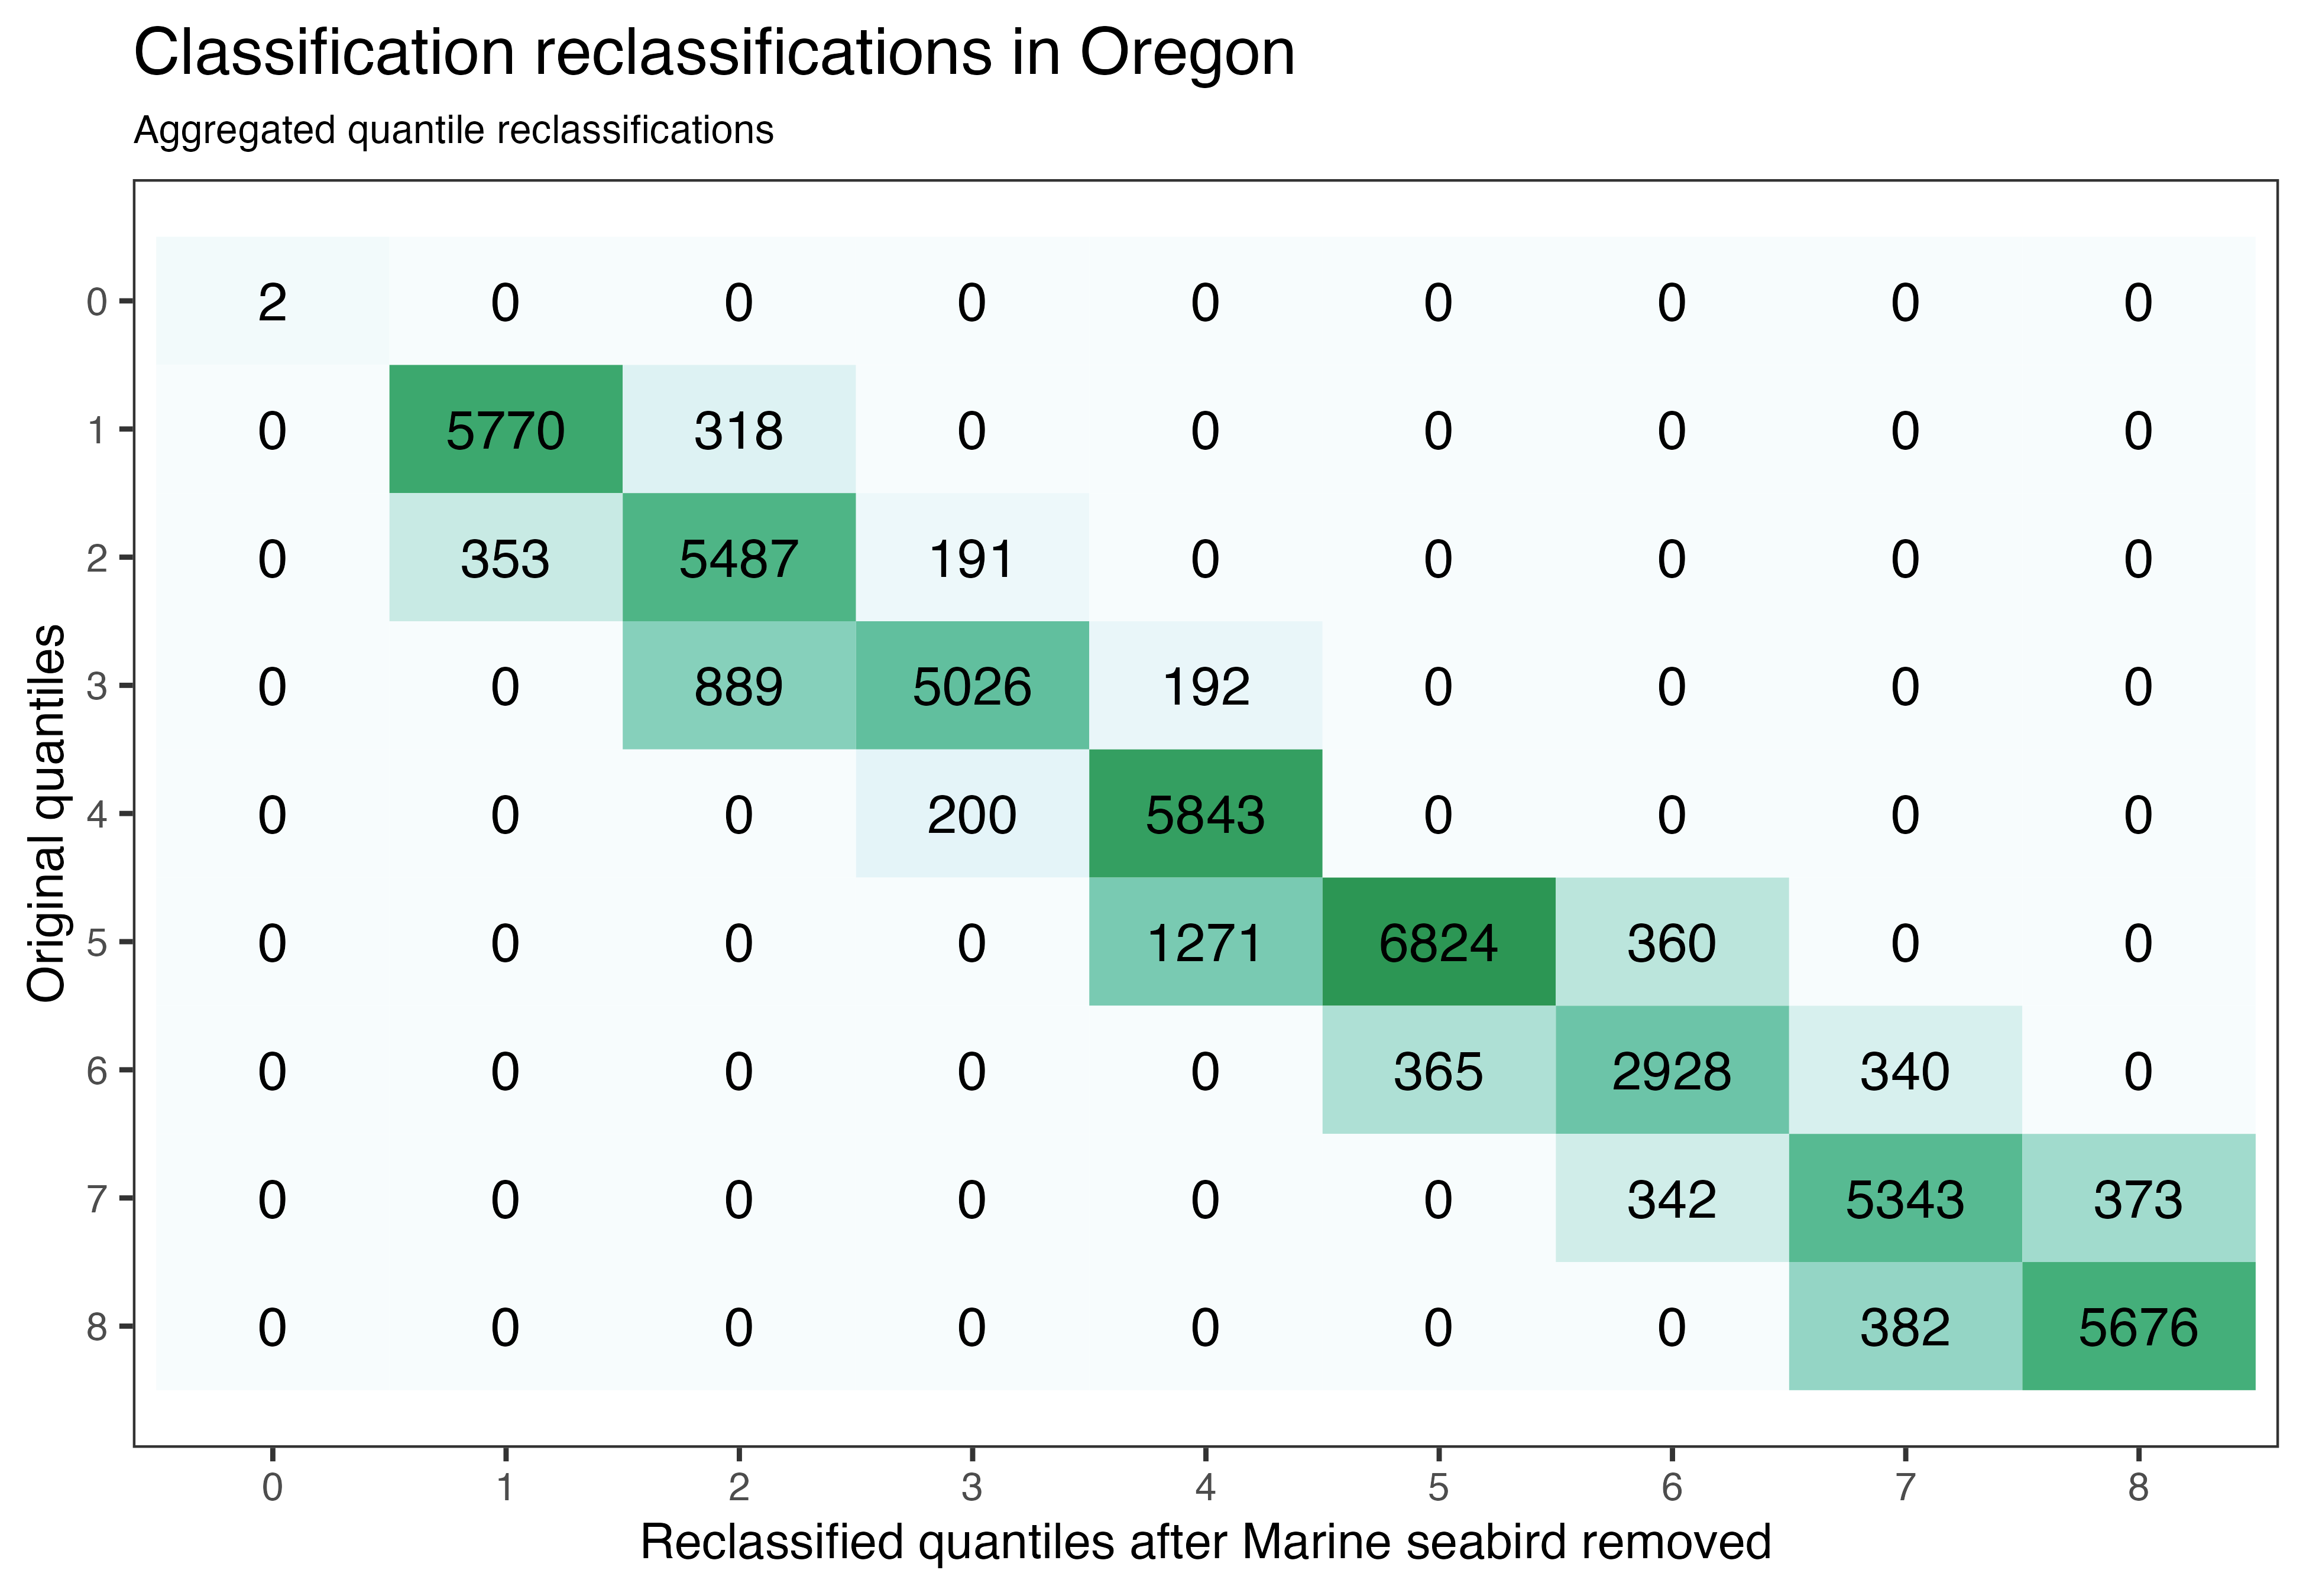 Classification reclassifications in Oregon
Aggregated quantile reclassifications
Original quantiles
0 2 0 0 0 0 0 0 0 0
1 0 5770 318 0 0 0 0 0 0
2 0 353 5487 191 0 0 0 0 0
3 0 0 889 5026 192 0 0 0 0
4 0 0 0 200 5843 0 0 0 0
5 0 0 0 0 1271 6824 360 0 0
6 0 0 0 0 0 365 2928 340 0
7 0 0 0 0 0 0 342 5343 373
8 0 0 0 0 0 0 0 382 5676
0 1 2 3 4 5 6 7 8
Reclassified quantiles after Marine seabird removed